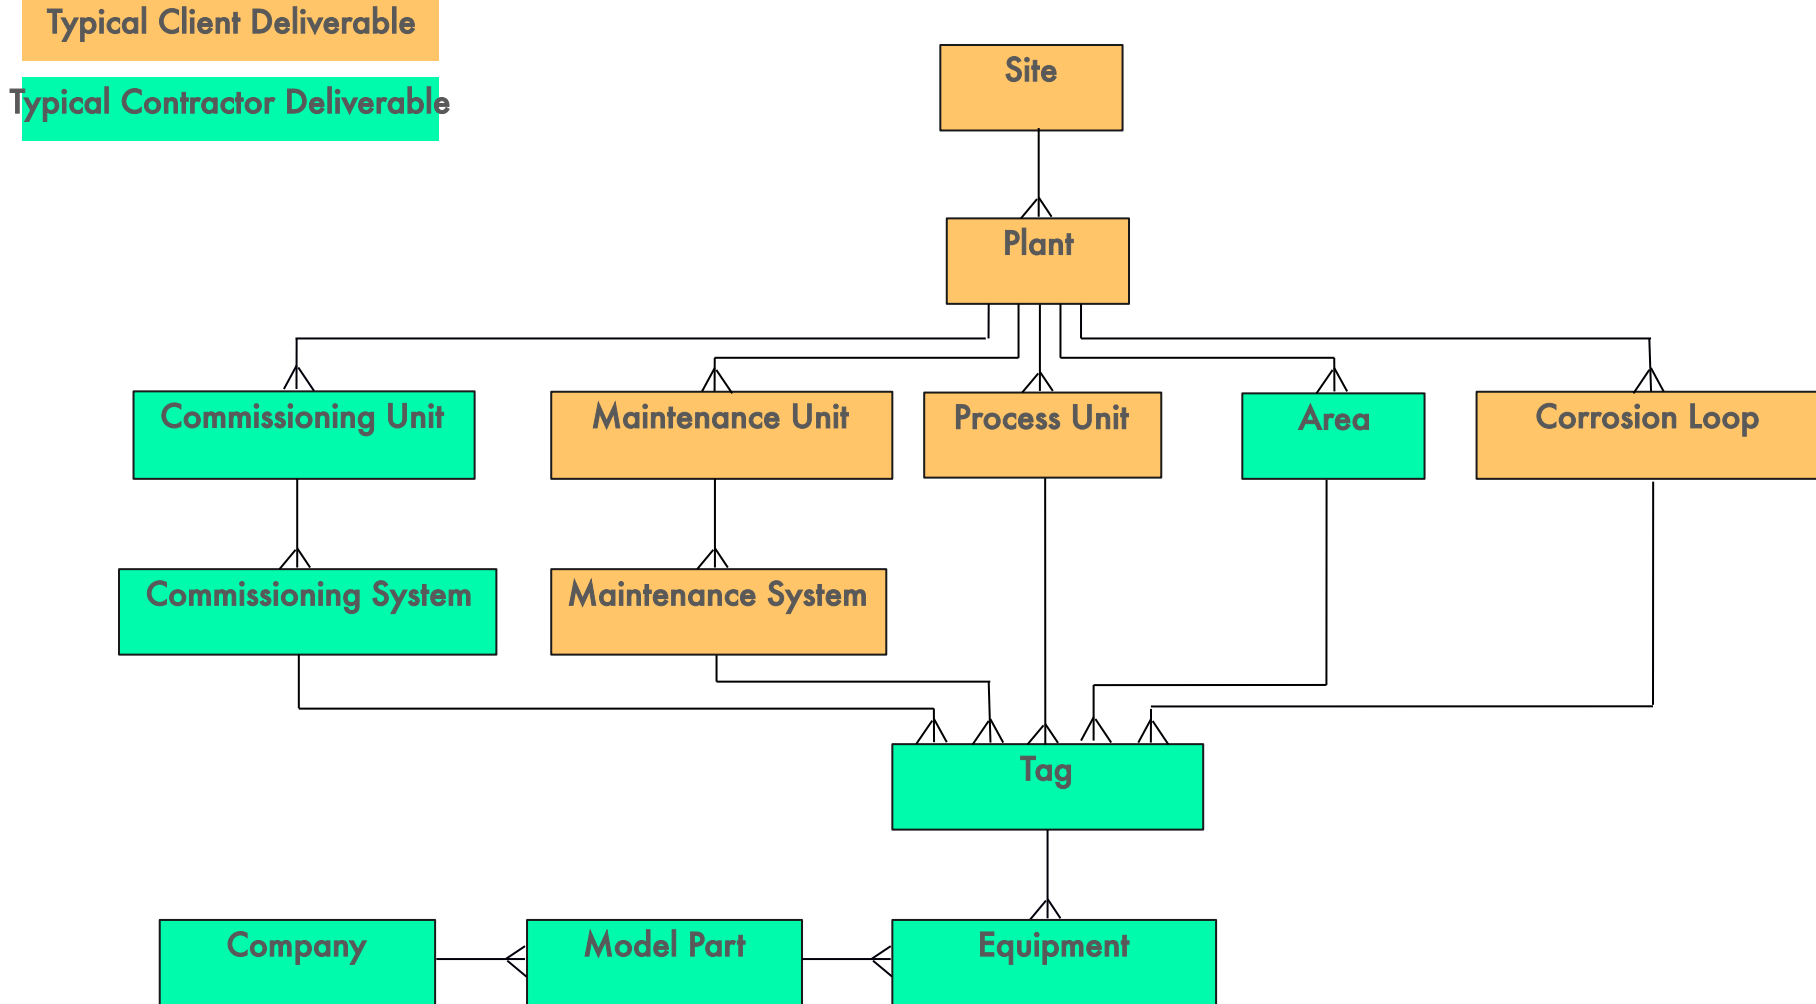 Typical Client Deliverable
Typical Contractor Deliverable
Site
Plant
Commissioning Unit
Maintenance Unit
Process Unit
Area
Corrosion Loop
Commissioning System
Maintenance System
Tag
Company
Model Part
Equipment